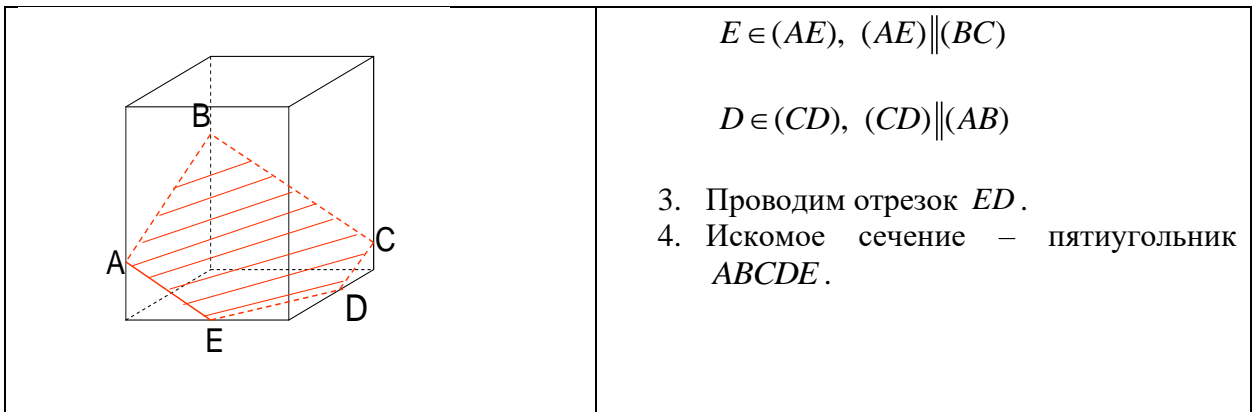 B
A
C
D
E
E ∈ (AE), (AE)∥(BC)
D ∈ (CD), (CD)∥(AB)
3. Проводим отрезок ED.
4. Искомое сечение – пятиугольник
ABCDE.